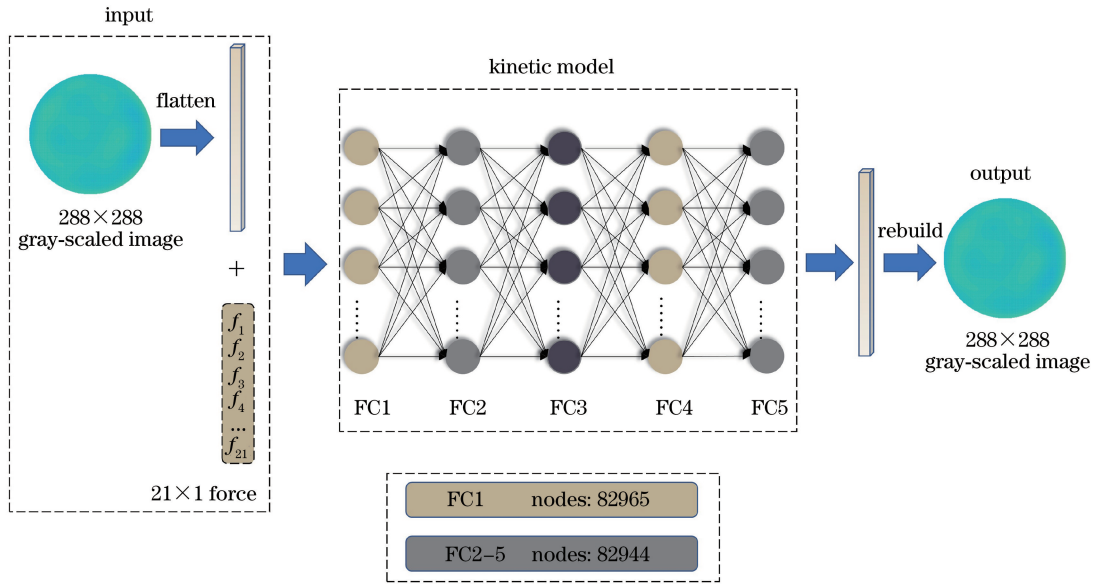 input
flatten
288×288
gray-scaled image
+
f1
f2
f3
f4
...
f21
21×1 force
kinetic model
FC1 FC2 FC3 FC4 FC5
rebuild
output
288×288
gray-scaled image
FC1 nodes: 82965
FC2–5 nodes: 82944